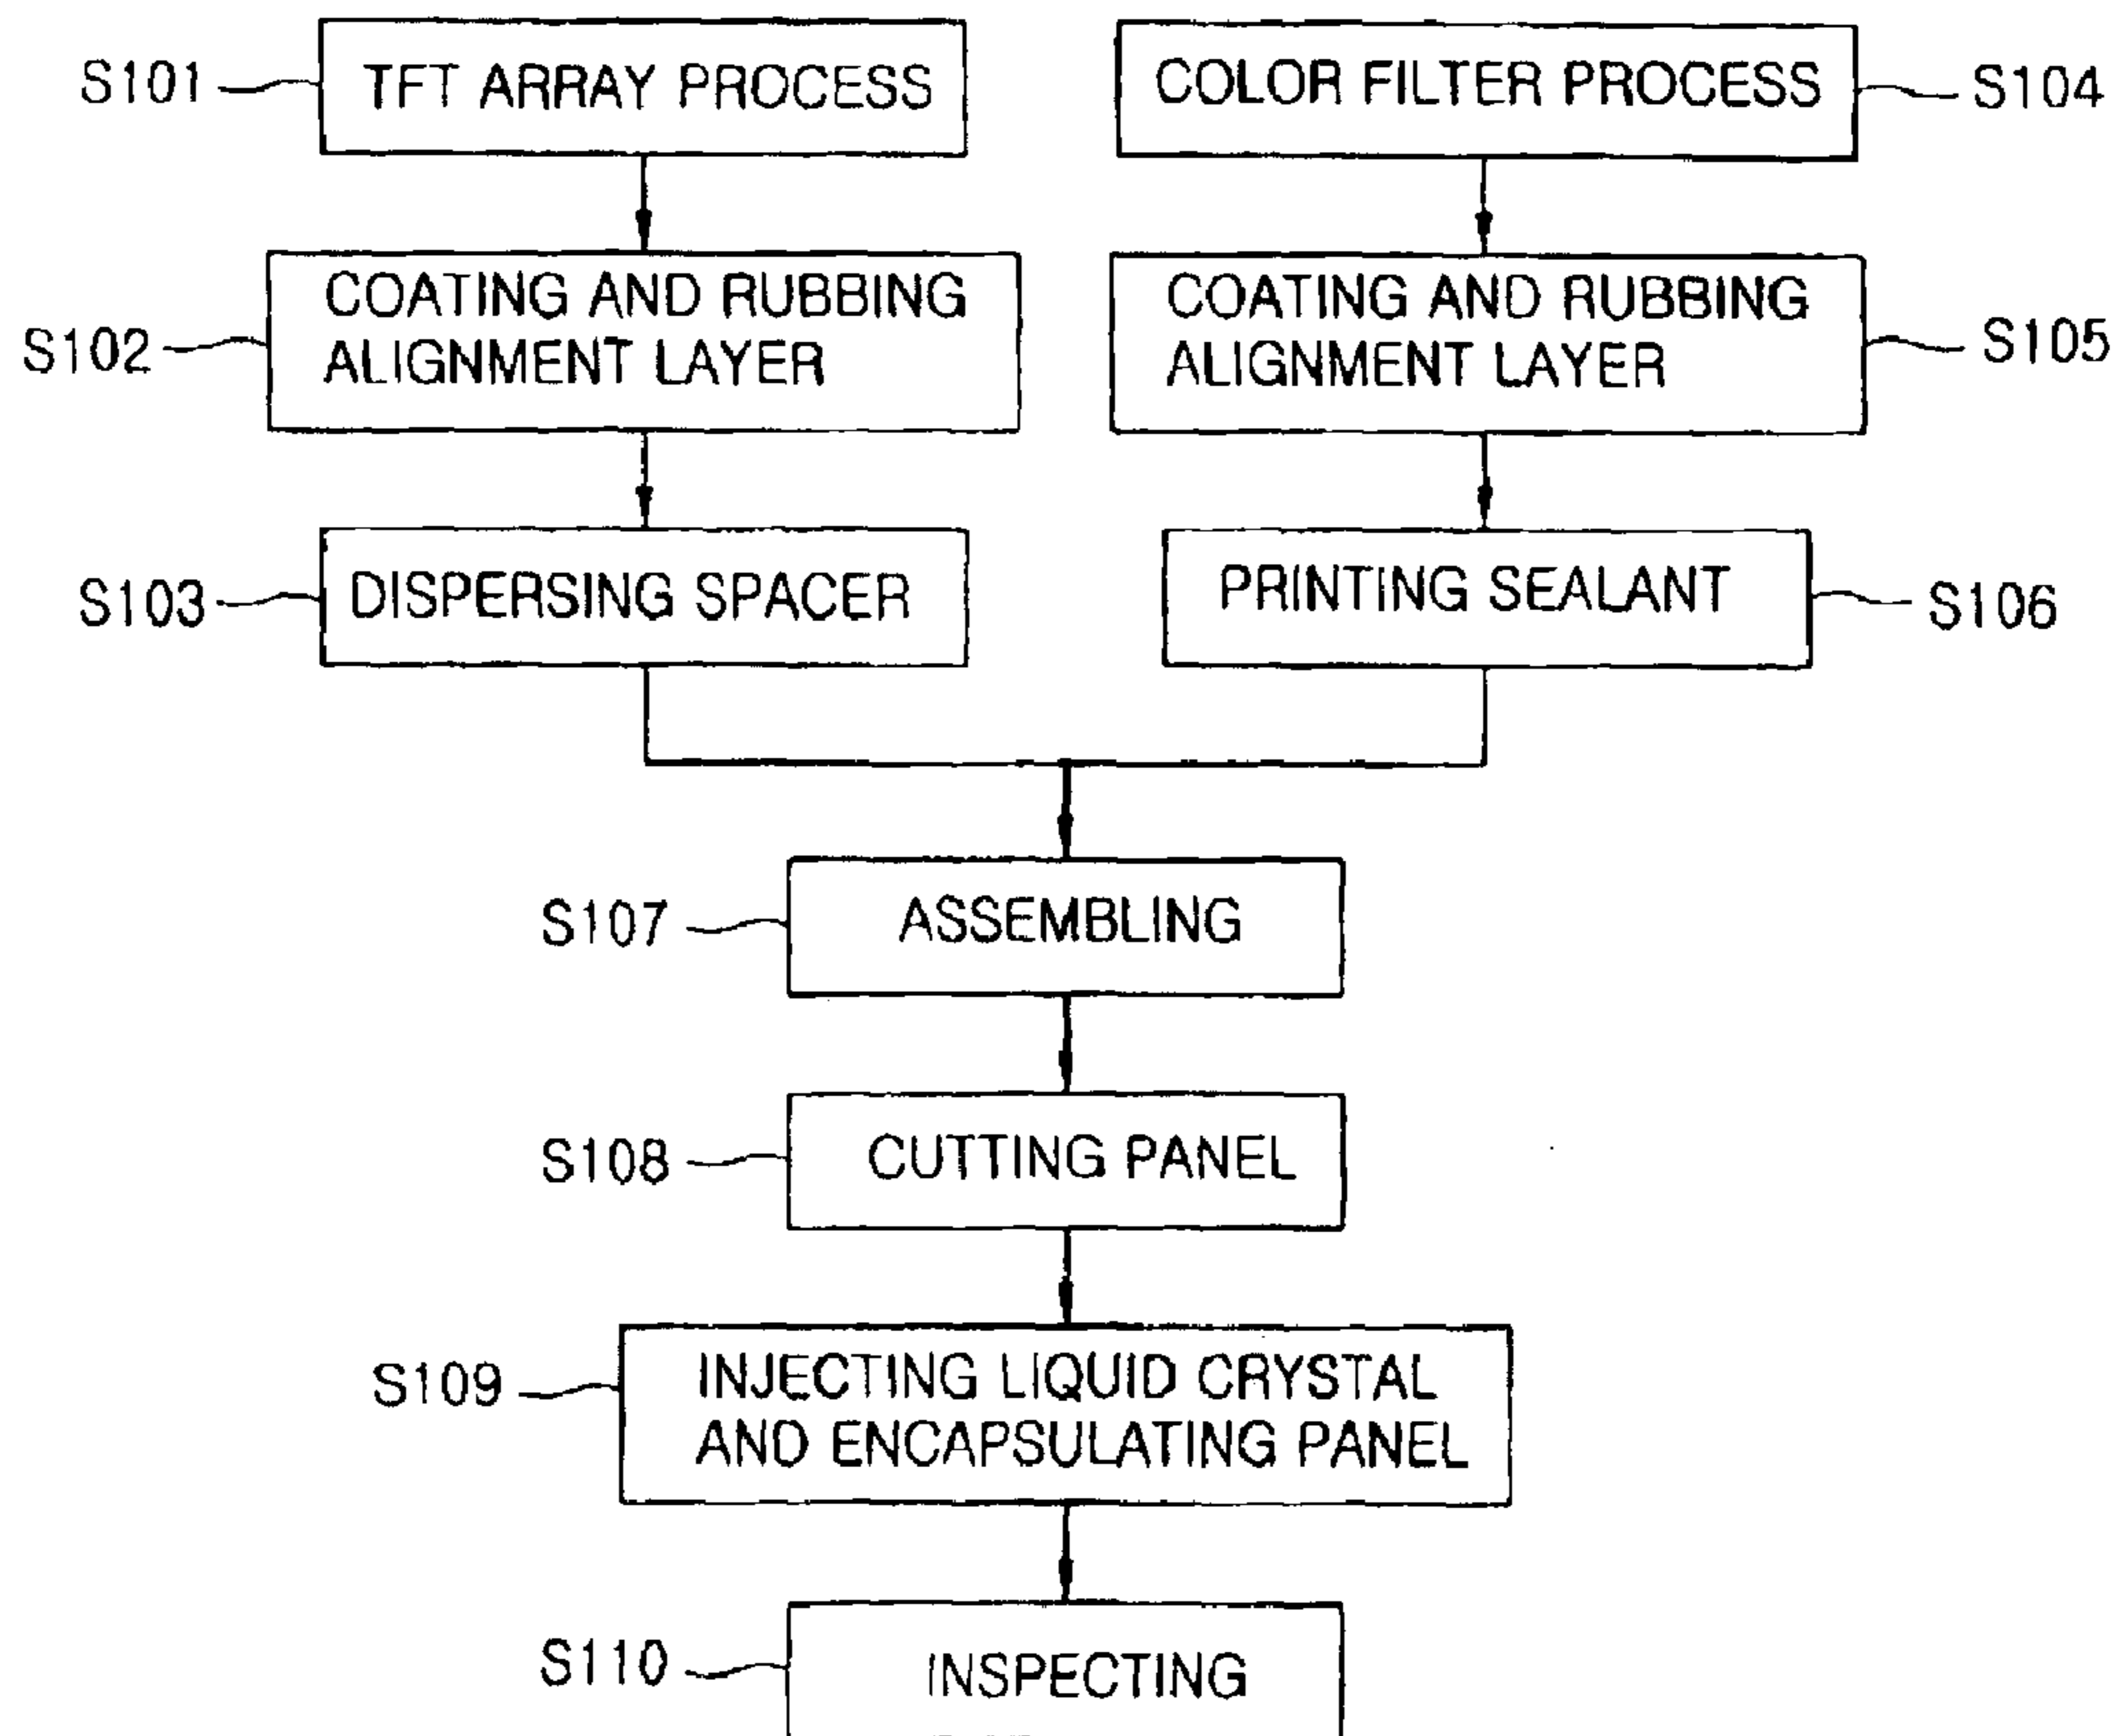 S101
TFT ARRAY PROCESS
COLOR FILTER PROCESS
S104
S102
COATING AND RUBBING
ALIGNMENT LAYER
COATING AND RUBBING
ALIGNMENT LAYER
S105
S103
DISPERSING SPACER
PRINTING SEALANT
S106
S107
ASSEMBLING
S108
CUTTING PANEL
S109
INJECTING LIQUID CRYSTAL
AND ENCAPSULATING PANEL
S110
INSPECTING